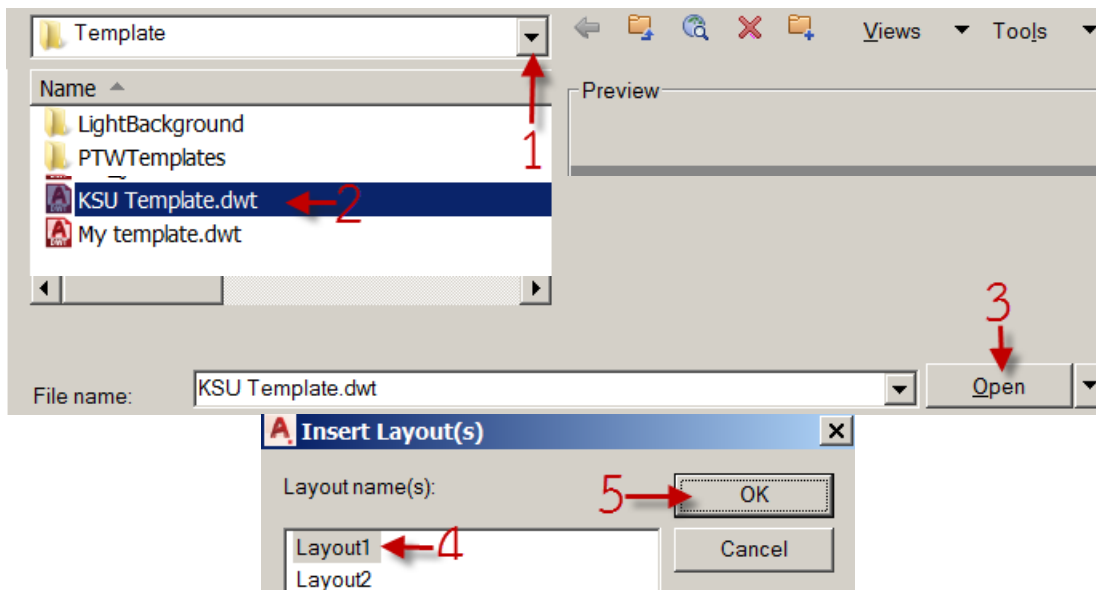 Template
Views Tools
Name
Preview
LightBackground
1
PTWTemplates
KSU Template.dwt 2
My template.dwt
3
File name: KSU Template.dwt Open
Insert Layout(s)
Layout name(s): 5 OK
Layout1 4 Cancel
Layout2